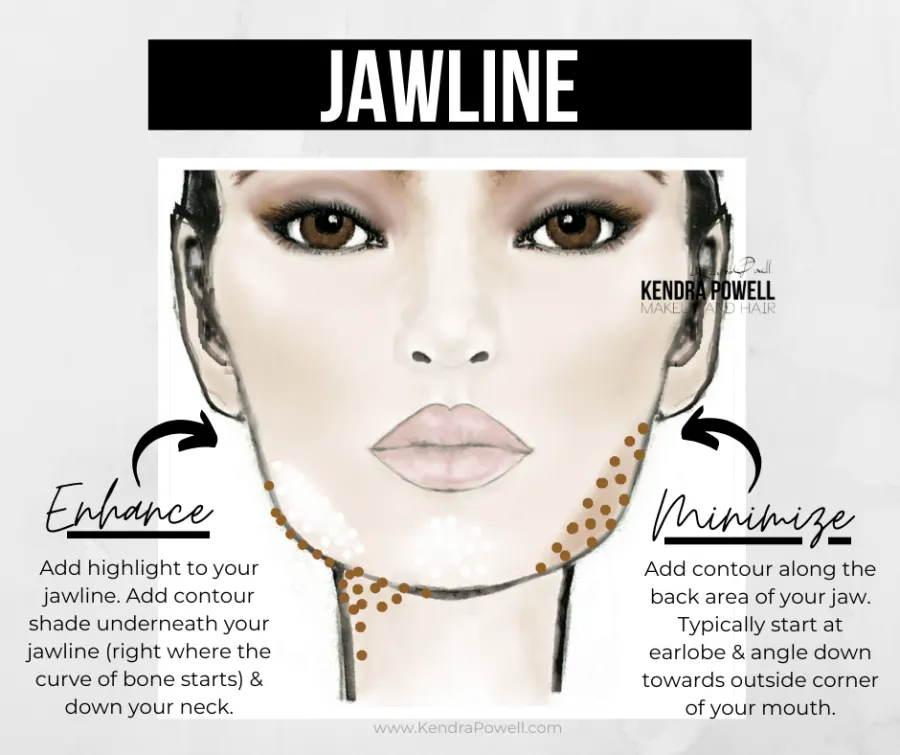 JAWLINE
KENDRA POWELL
MAKEUP AND HAIR
Enhance
Add highlight to your
jawline. Add contour
shade underneath your
jawline (right where the
curve of bone starts) &
down your neck.
Minimize
Add contour along the
back area of your jaw.
Typically start at
earlobe & angle down
towards outside corner
of your mouth.
www.KendraPowell.com